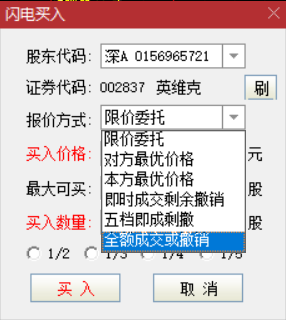 闪电买入
股东代码: 深A 0156965721
证券代码: 002837 英维克 刷
报价方式: 限价委托
限价委托
买入价格: 对方最优价格 元
本方最优价格
最大可买: 即时成交剩余撤销 股
五档即成剩撤
买入数量: 全额成交或撤销 股
1/2 1/3 1/4 1/5
买入 取消